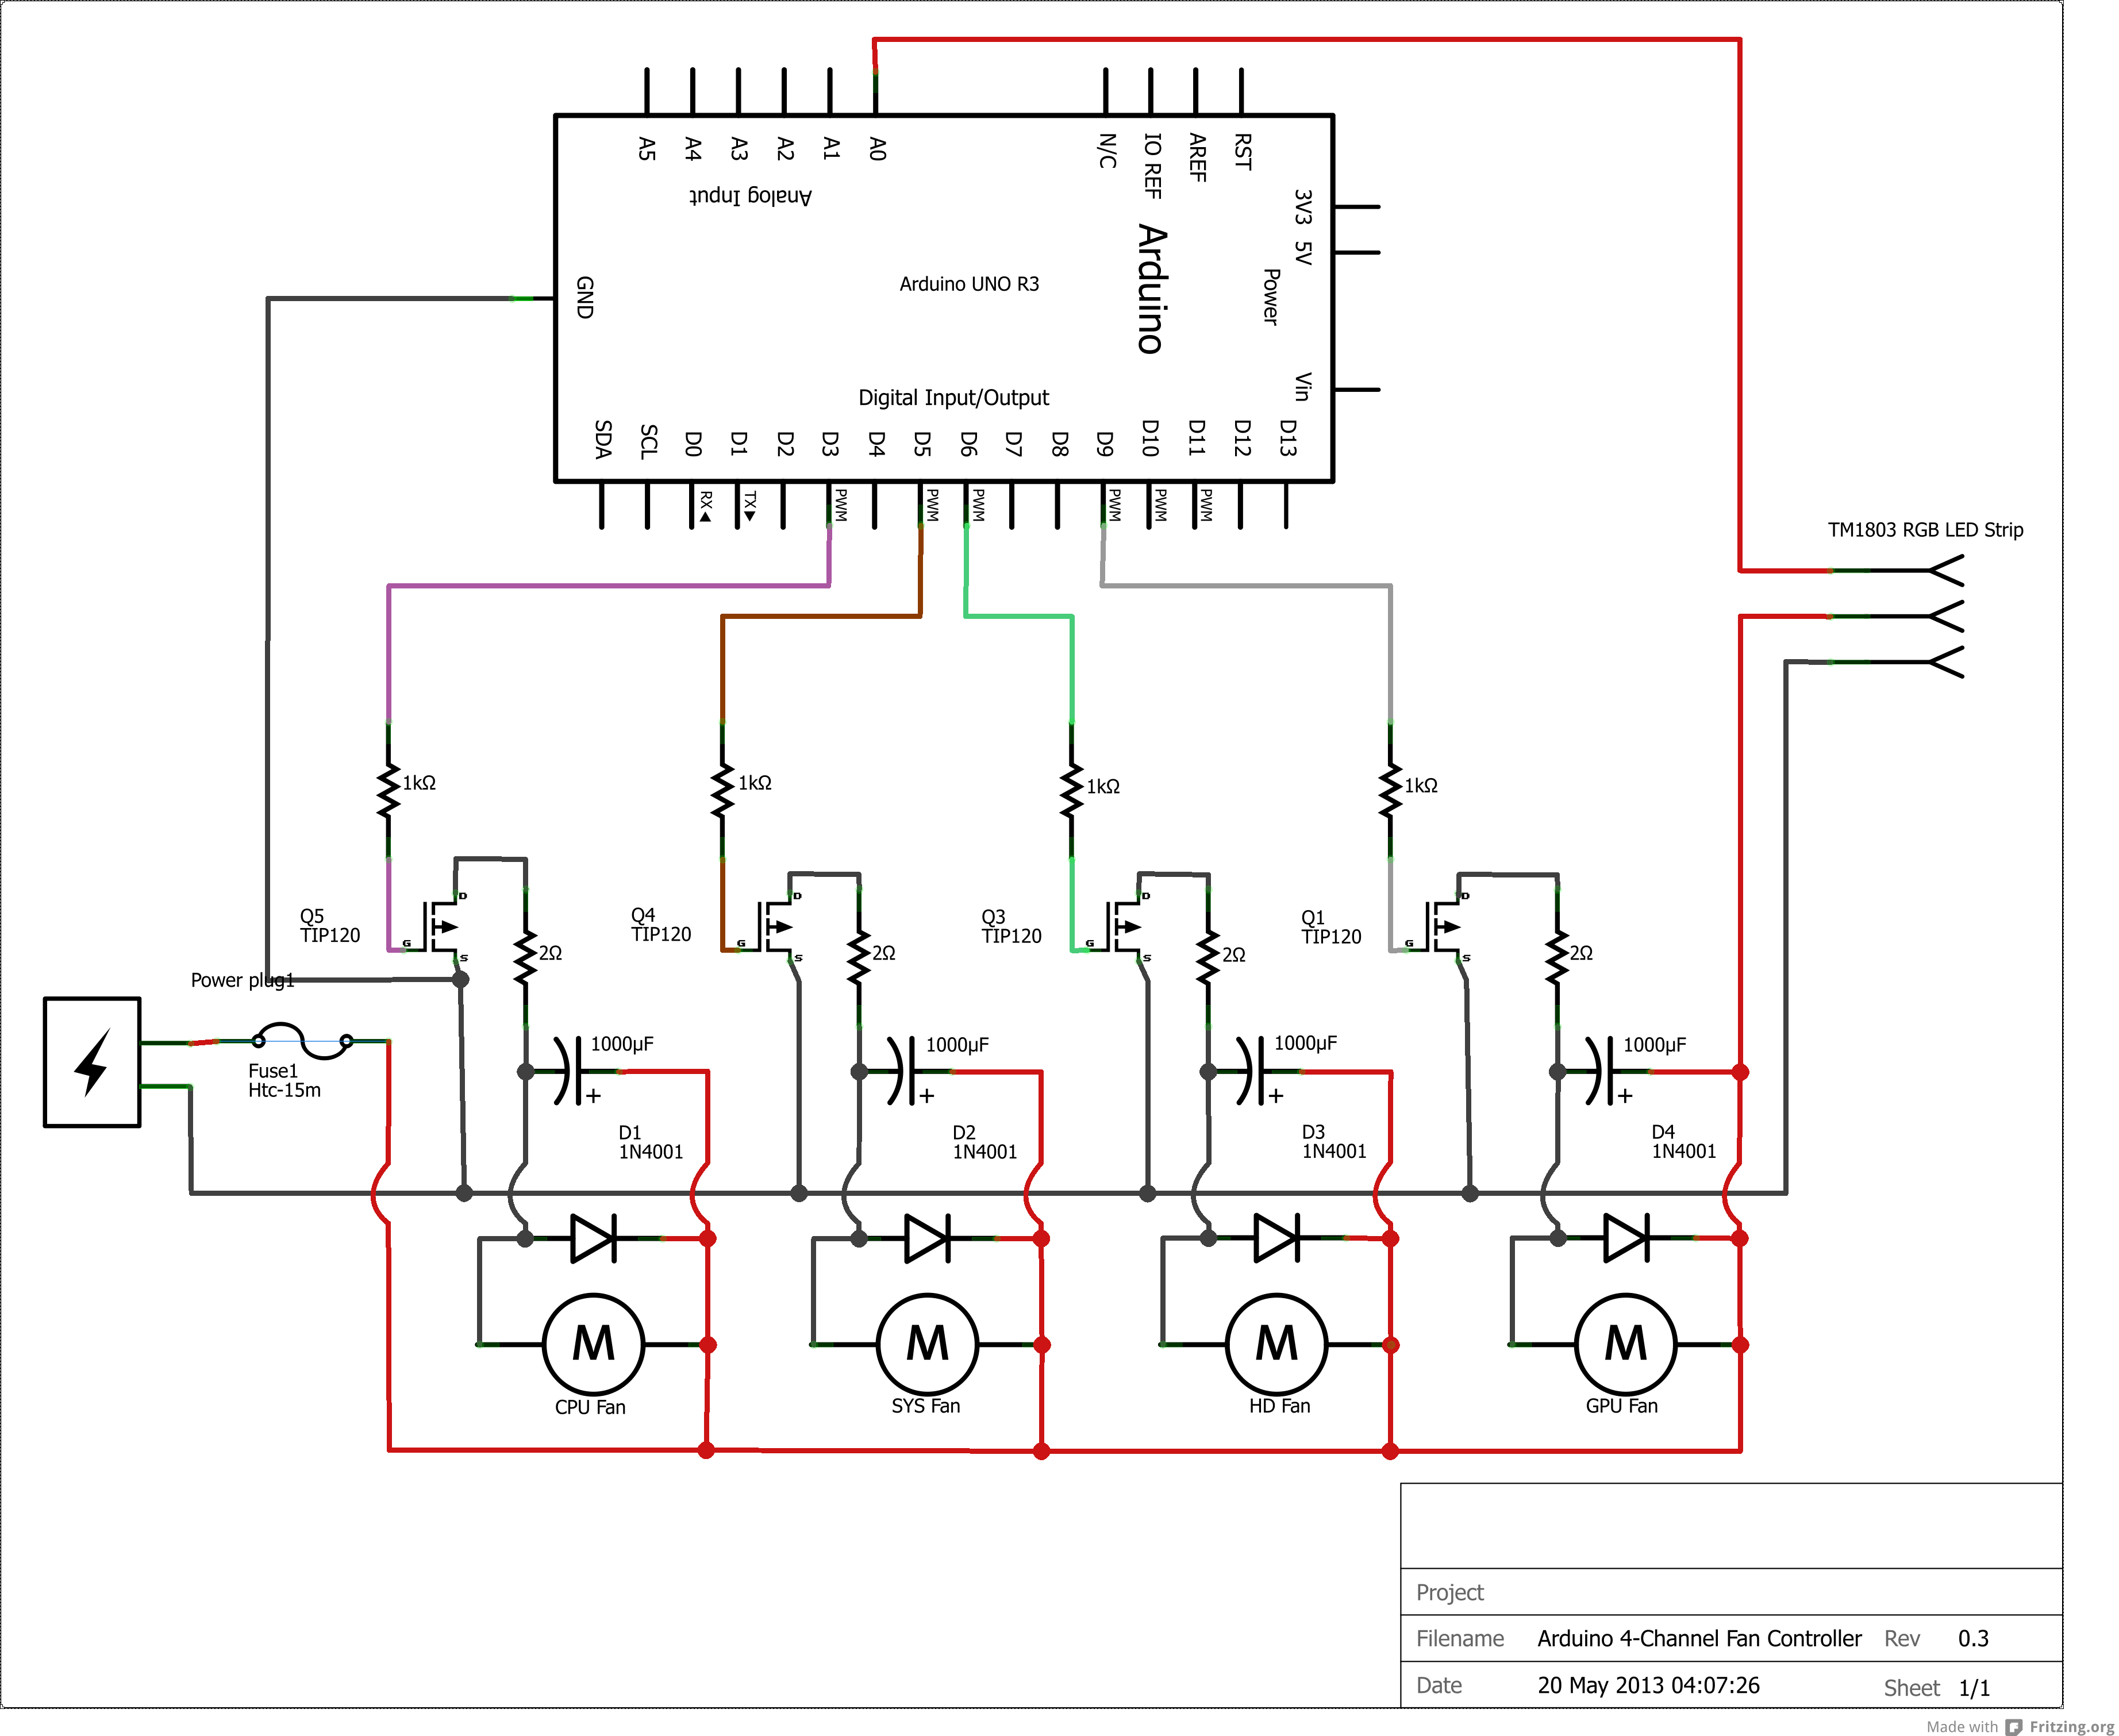 A5
A4
A3
A2
A1
A0
N/C
IO REF
AREF
RST
Analog Input
3V3
5V
Power
Arduino
Arduino UNO R3
GND
Vin
Digital Input/Output
SDA
SCL
D0
D1
D2
D3
D4
D5
D6
D7
D8
D9
D10
D11
D12
D13
RX
TX
PWM
PWM
PWM
PWM
PWM
PWM
TM1803 RGB LED Strip
1kΩ
1kΩ
1kΩ
1kΩ
Q5
TIP120
D
G
S
2Ω
Q4
TIP120
D
G
S
2Ω
Q3
TIP120
D
G
S
2Ω
Q1
TIP120
D
G
S
2Ω
Power plug1
Fuse1
Htc-15m
1000µF
+
1000µF
+
1000µF
+
1000µF
+
D1
1N4001
D2
1N4001
D3
1N4001
D4
1N4001
M
CPU Fan
M
SYS Fan
M
HD Fan
M
GPU Fan
Project
Filename Arduino 4-Channel Fan Controller Rev 0.3
Date 20 May 2013 04:07:26 Sheet 1/1
Made with Fritzing.org